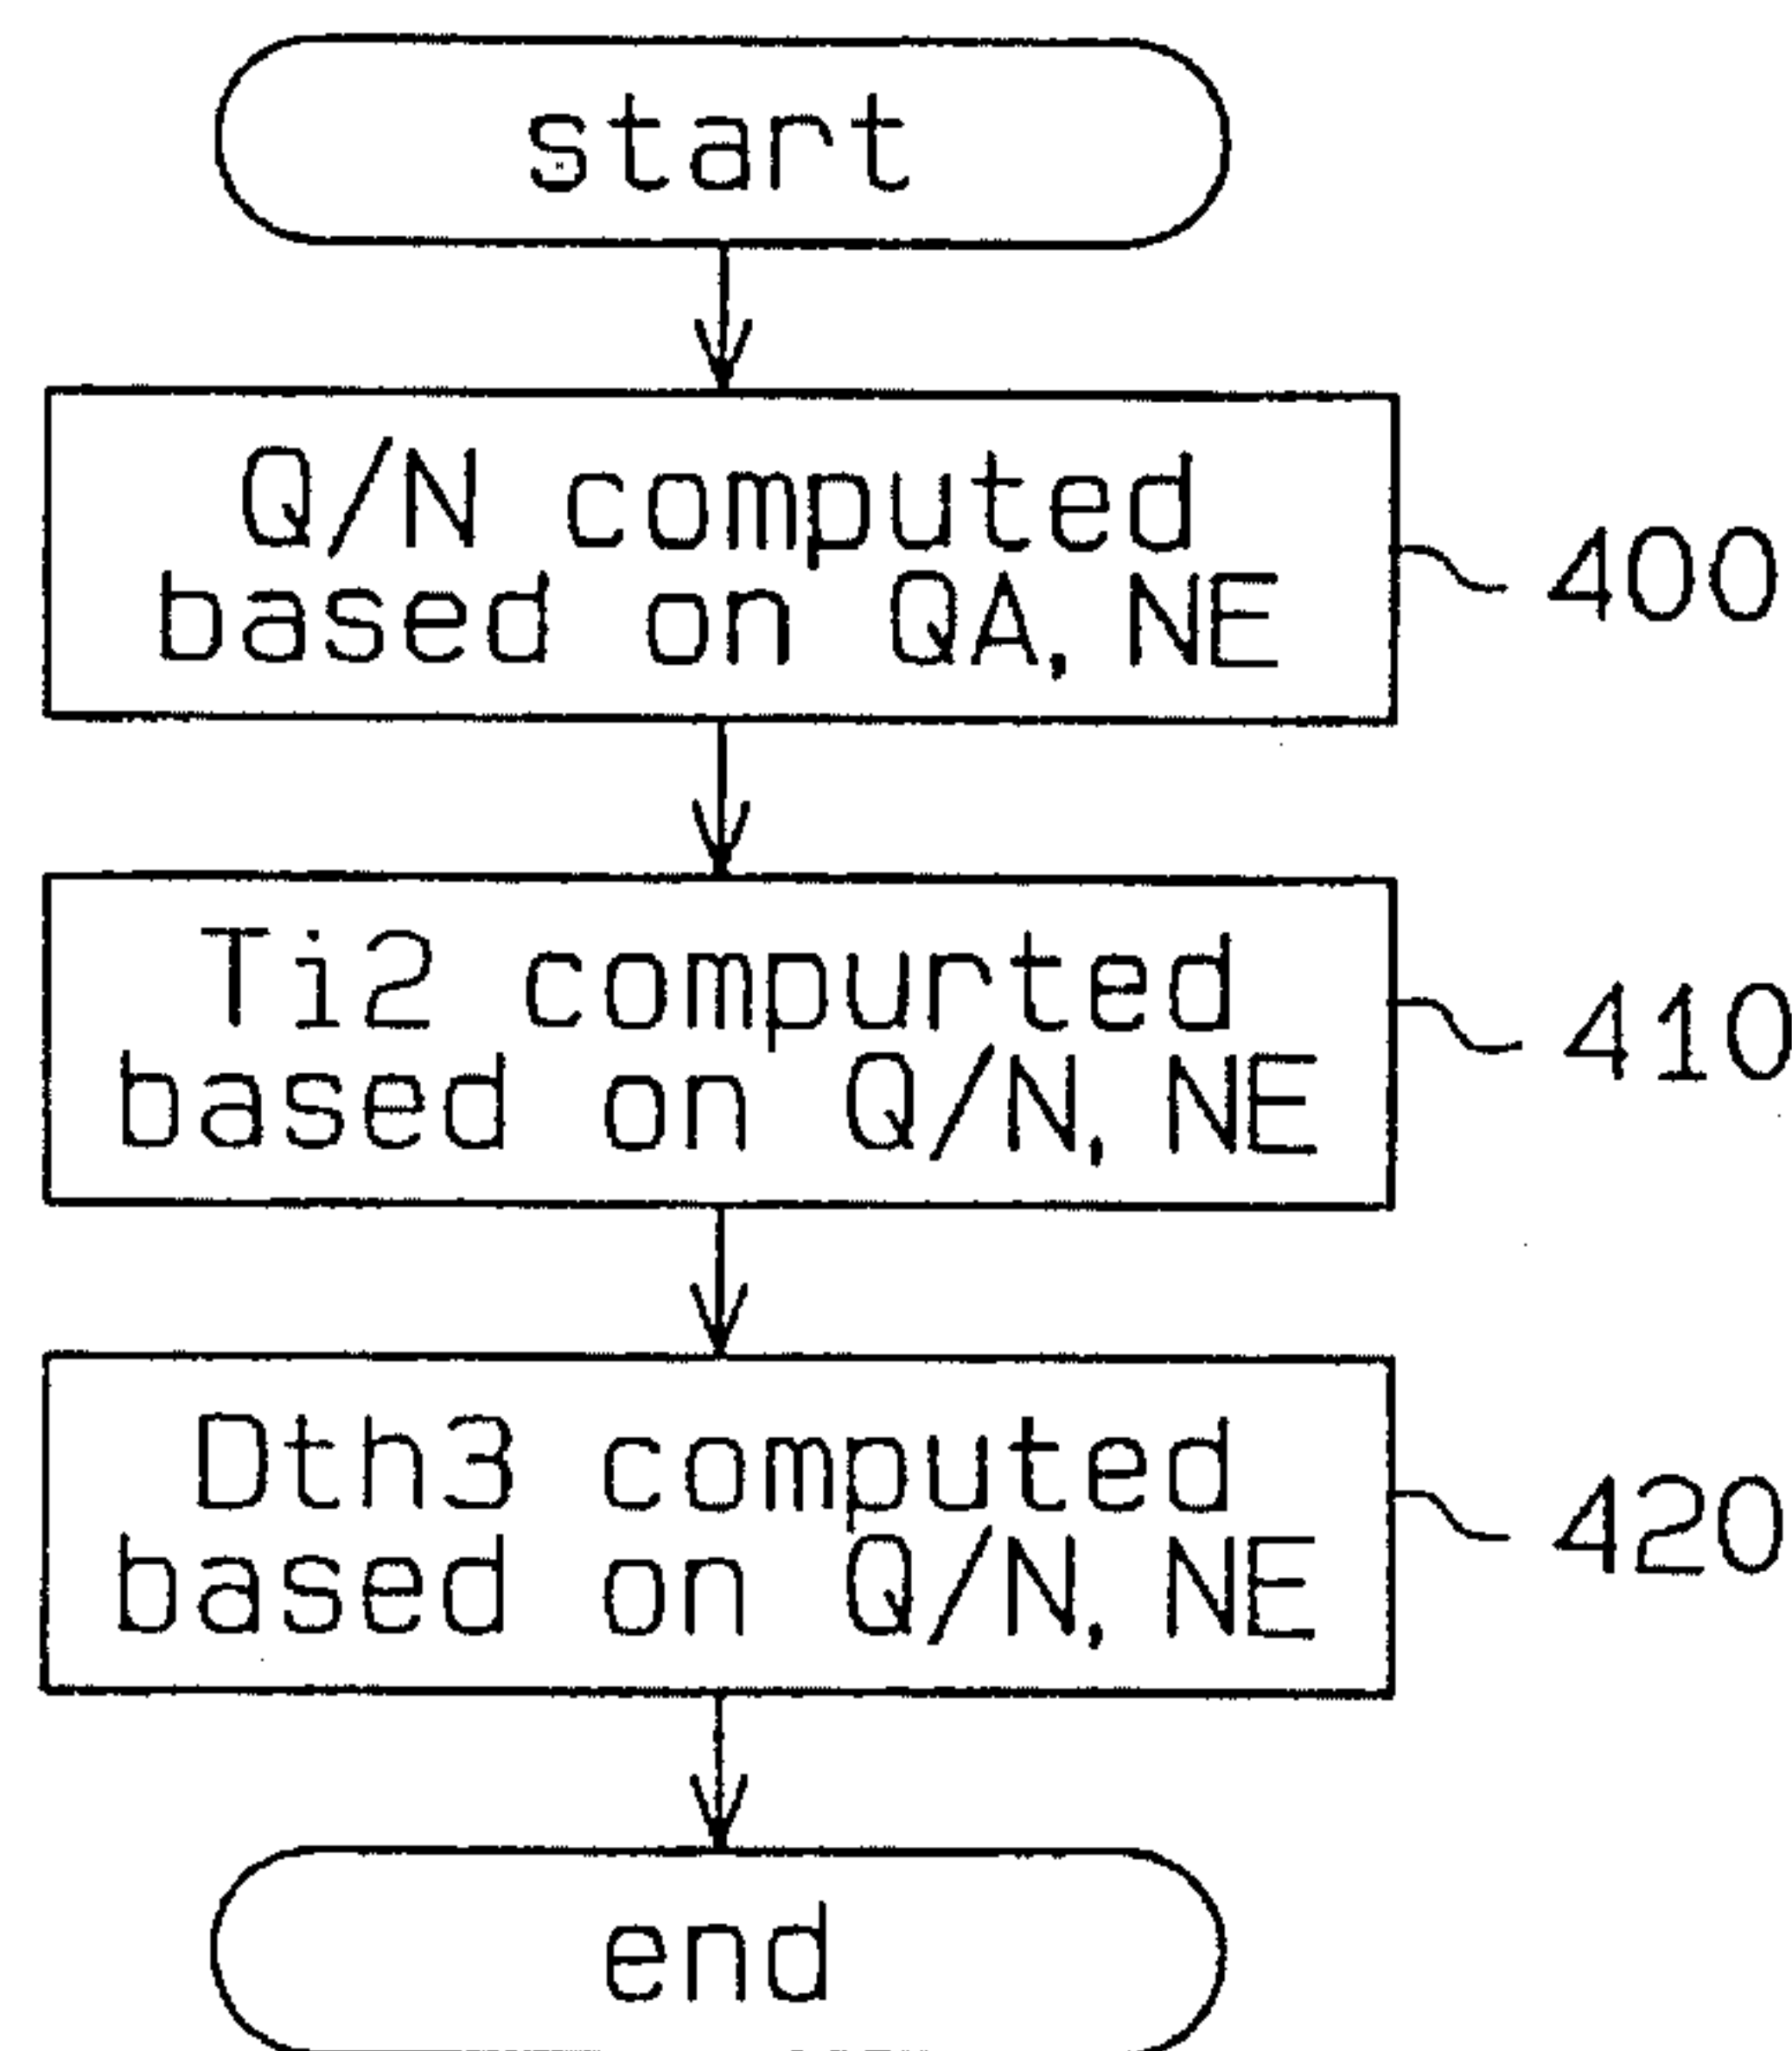 start
Q/N computed
based on QA, NE
400
Ti2 compurted
based on Q/N, NE
410
Dth3 computed
based on Q/N, NE
420
end